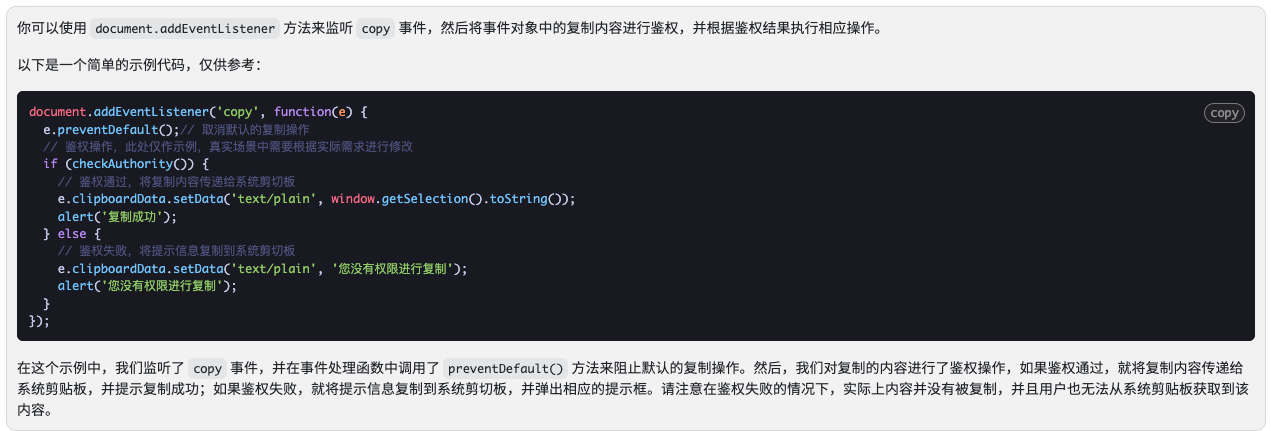 你可以使用 document.addEventListener 方法来监听 copy 事件，然后将事件对象中的复制内容进行鉴权，并根据鉴权结果执行相应操作。
以下是一个简单的示例代码，仅供参考：
copy
document.addEventListener('copy', function(e) {
  e.preventDefault();// 取消默认的复制操作
  // 鉴权操作，此处仅作示例，真实场景中需要根据实际需求进行修改
  if (checkAuthority()) {
    // 鉴权通过，将复制内容传递给系统剪切板
    e.clipboardData.setData('text/plain', window.getSelection().toString());
    alert('复制成功');
  } else {
    // 鉴权失败，将提示信息复制到系统剪切板
    e.clipboardData.setData('text/plain', '您没有权限进行复制');
    alert('您没有权限进行复制');
  }
});
在这个示例中，我们监听了 copy 事件，并在事件处理函数中调用了 preventDefault() 方法来阻止默认的复制操作。然后，我们对复制的内容进行了鉴权操作，如果鉴权通过，就将复制内容传递给
系统剪贴板，并提示复制成功；如果鉴权失败，就将提示信息复制到系统剪切板，并弹出相应的提示框。请注意在鉴权失败的情况下，实际上内容并没有被复制，并且用户也无法从系统剪贴板获取到该
内容。